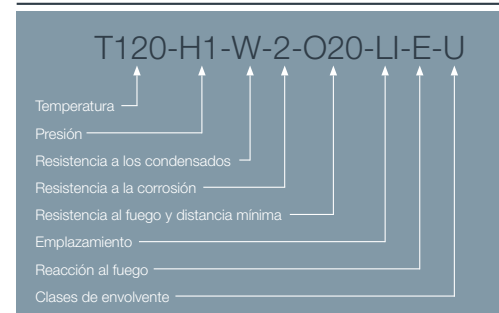 T120-H1-W-2-O20-LI-E-U
Temperatura
Presión
Resistencia a los condensados
Resistencia a la corrosión
Resistencia al fuego y distancia mínima
Emplazamiento
Reacción al fuego
Clases de envolvente